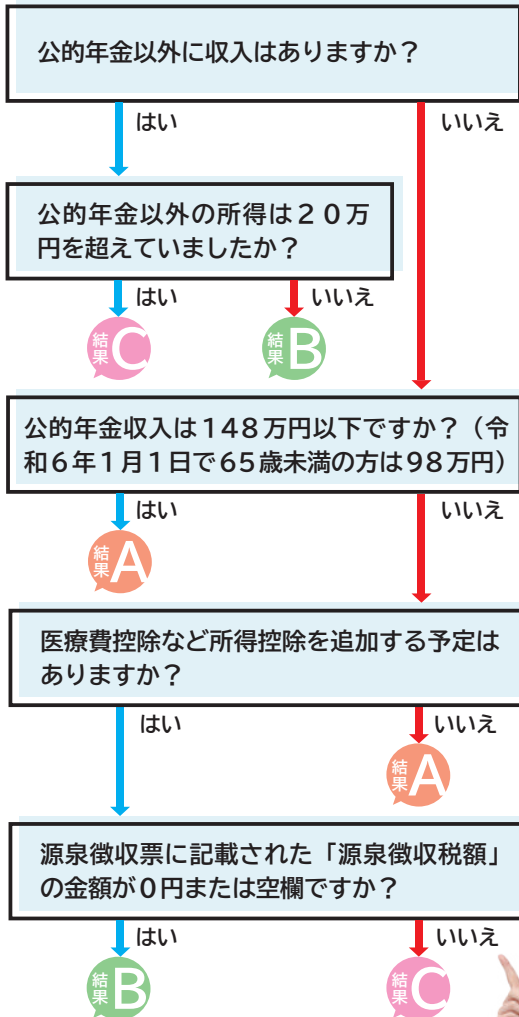 公的年金以外に収入はありますか？
はい
いいえ
公的年金以外の所得は２０万
円を超えていましたか？
はい
いいえ
結果C
結果B
公的年金収入は１４８万円以下ですか？（令
和６年１月１日で６５歳未満の方は９８万円）
はい
いいえ
結果A
医療費控除など所得控除を追加する予定は
ありますか？
はい
いいえ
結果A
源泉徴収票に記載された「源泉徴収税額」
の金額が０円または空欄ですか？
はい
いいえ
結果B
結果C